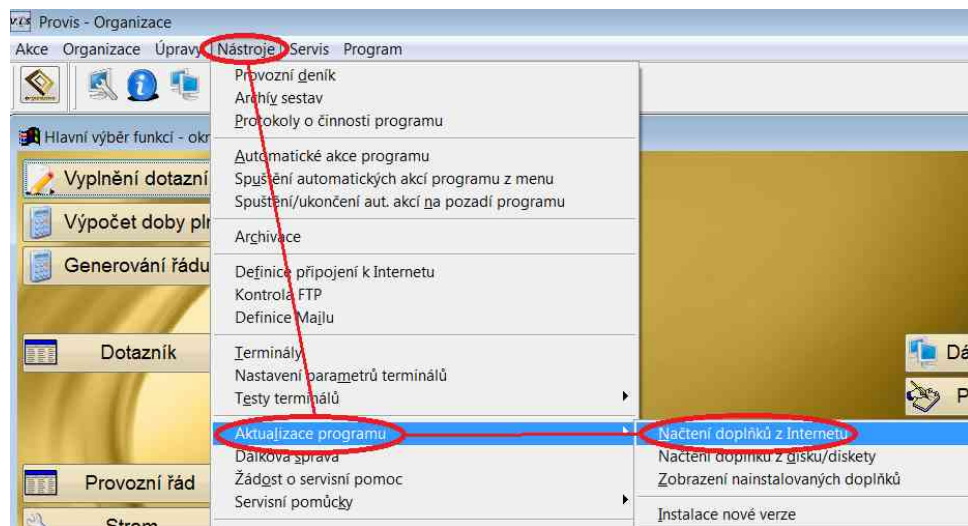 Provis - Organizace
Akce Organizace Úpravy Nástroje Servis Program
Provozní deník
Archív sestav
Protokoly o činnosti programu
Hlavní výběr funkcí - okn
Automatické akce programu
Vyplnění dotazní
Spuštění automatických akcí programu z menu
Spuštění/ukončení aut. akcí na pozadí programu
Výpočet doby pln
Archivace
Generování řádu
Definice připojení k Internetu
Kontrola FTP
Definice Mailu
Dotazník
Terminály
Dá
Nastavení parametrů terminálů
Testy terminálů
P
Aktualizace programu
Načtení doplňků z Internetu
Dálková správa
Načtení doplňků z disku/diskety
Provozní řád
Žádost o servisní pomoc
Zobrazení nainstalovaných doplňků
Servisní pomůcky
Instalace nové verze
Strom